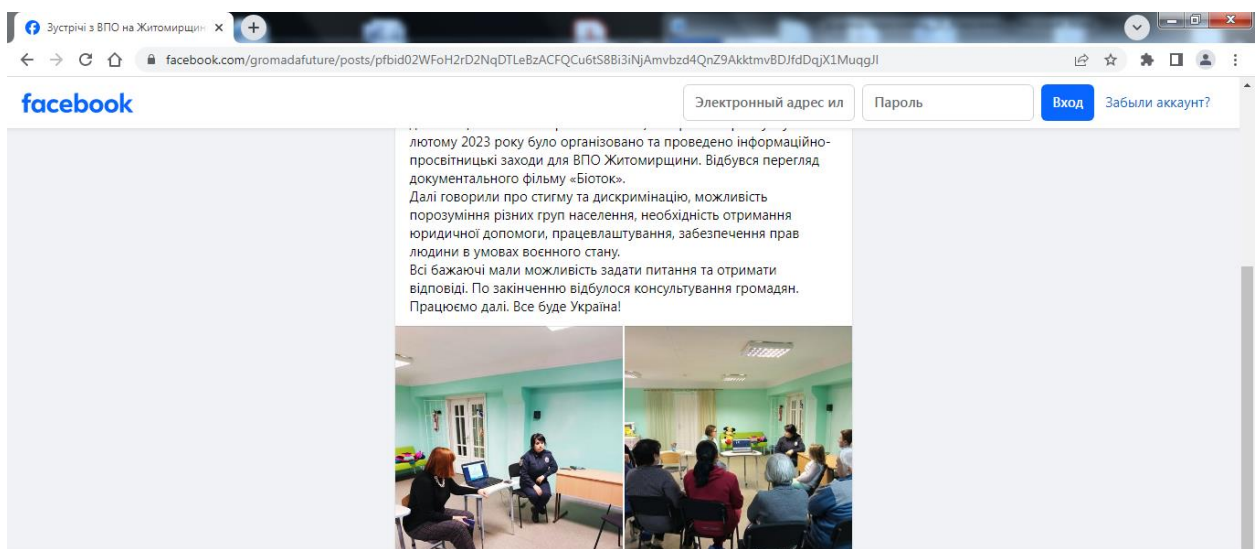 Зустрічі з ВПО на Житомирщин
facebook.com/gromadafuture/posts/pfbid02WFoH2rD2NqDTLeBzACFQCu6tS8Bi3iNjAmvbzd4QnZ9AkktmvBDJfdDqjX1MuqgJl
facebook
Электронный адрес ил
Пароль
Вход
Забыли аккаунт?
лютому 2023 року було організовано та проведено інформаційно-
просвітницькі заходи для ВПО Житомирщини. Відбувся перегляд
документального фільму «Біоток».
Далі говорили про стигму та дискримінацію, можливість
порозуміння різних груп населення, необхідність отримання
юридичної допомоги, працевлаштування, забезпечення прав
людини в умовах воєнного стану.
Всі бажаючі мали можливість задати питання та отримати
відповіді. По закінченню відбулося консультування громадян.
Працюємо далі. Все буде Україна!